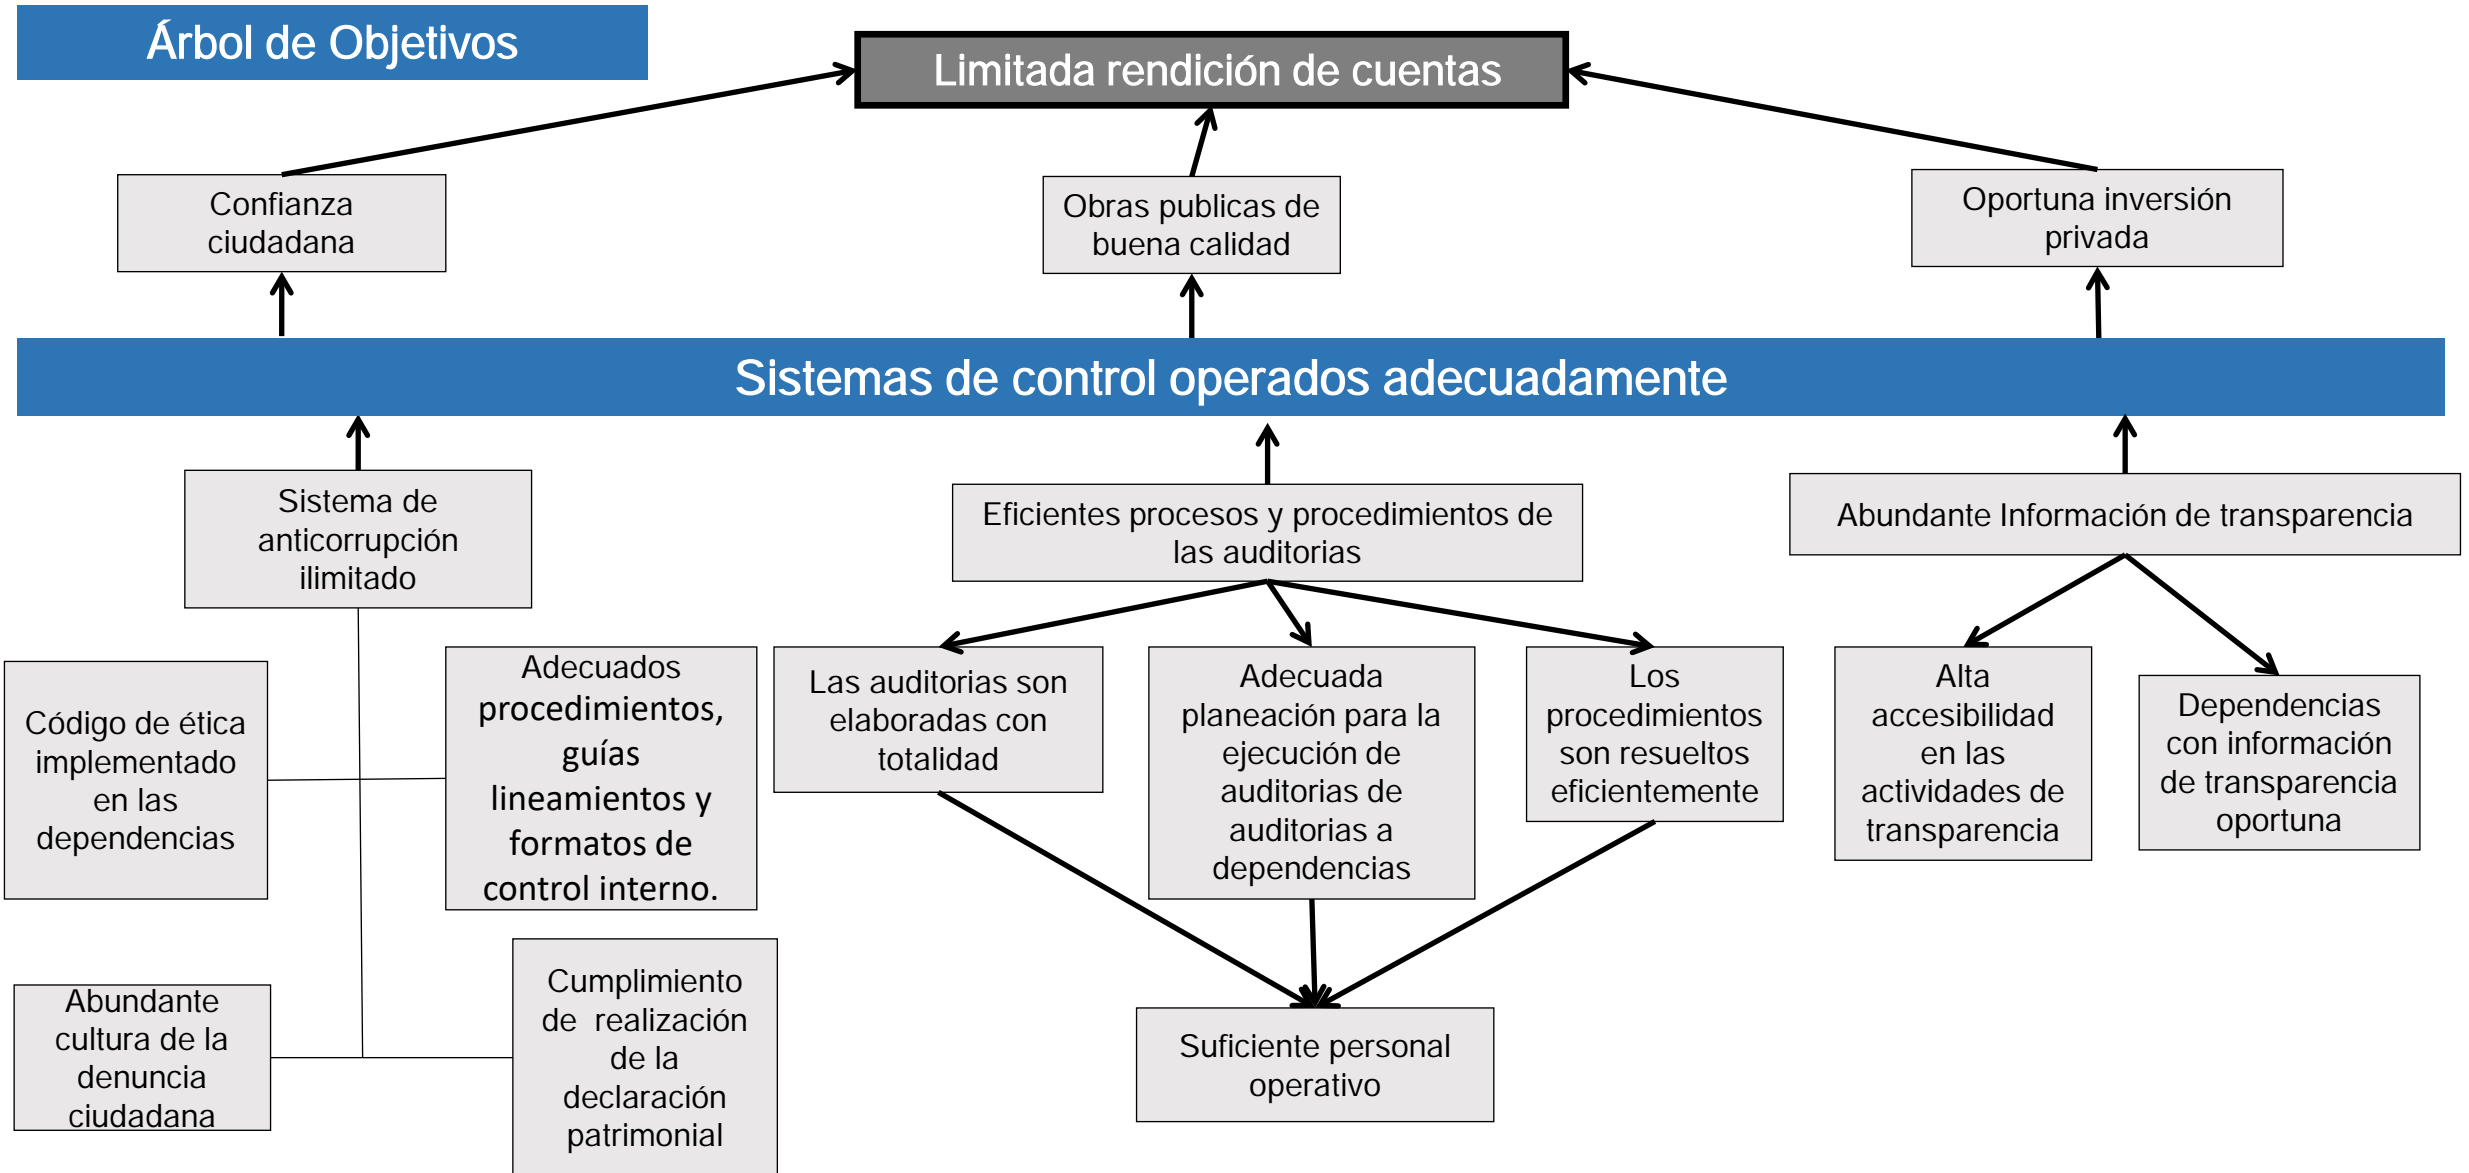 Árbol de Objetivos
Limitada rendición de cuentas
Confianza
ciudadana
Obras publicas de
buena calidad
Oportuna inversión
privada
Sistemas de control operados adecuadamente
Sistema de
anticorrupción
ilimitado
Eficientes procesos y procedimientos de
las auditorias
Abundante Información de transparencia
Código de ética
implementado
en las
dependencias
Adecuados
procedimientos,
guías
lineamientos y
formatos de
control interno.
Las auditorias son
elaboradas con
totalidad
Adecuada
planeación para la
ejecución de
auditorias de
auditorias a
dependencias
Los
procedimientos
son resueltos
eficientemente
Alta
accesibilidad
en las
actividades de
transparencia
Dependencias
con información
de transparencia
oportuna
Abundante
cultura de la
denuncia
ciudadana
Cumplimiento
de realización
de la
declaración
patrimonial
Suficiente personal
operativo